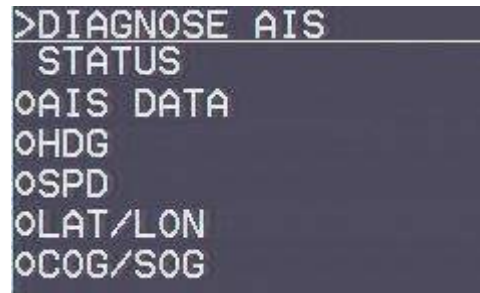 >DIAGNOSE AIS
STATUS
oAIS DATA
oHDG
oSPD
oLAT/LON
oCOG/SOG